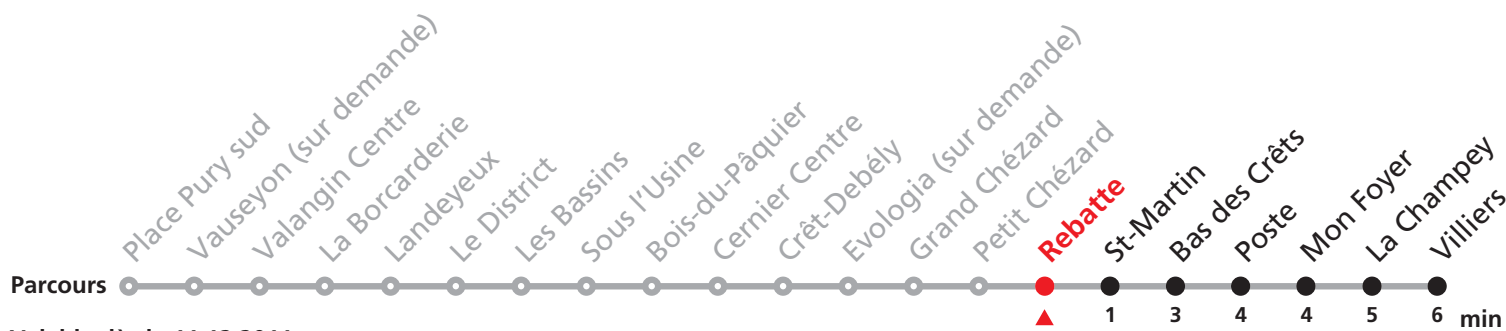 Place Pury sud
Vauseyon (sur demande)
Valangin Centre
La Borcarderie
Landeyeux
Le District
Les Bassins
Sous l'Usine
Bois-du-Pâquier
Cernier Centre
Crêt-Debély
Evologia (sur demande)
Grand Chézard
Petit Chézard
Rebatte
St-Martin
Bas des Crêts
Poste
Mon Foyer
La Champey
Villiers
Parcours
1 3 4 4 5 6 min